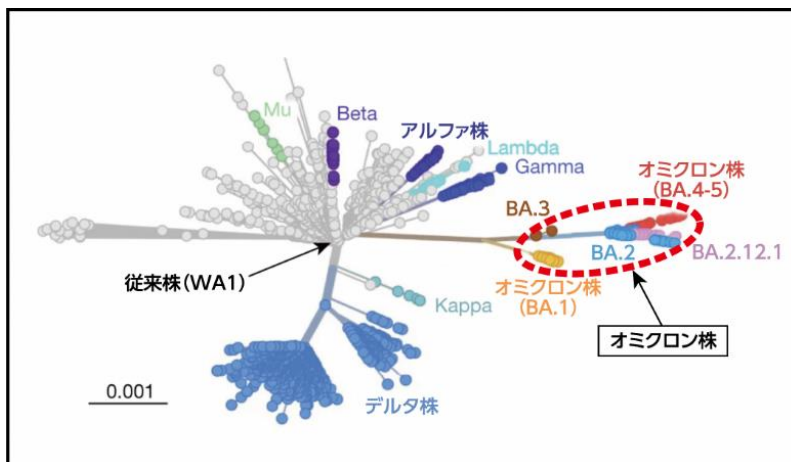 Mu
Beta
アルファ株
Lambda
Gamma
オミクロン株
(BA.4-5)
BA.3
BA.2
BA.2.12.1
従来株(WA1)
オミクロン株
(BA.1)
Kappa
オミクロン株
0.001
デルタ株